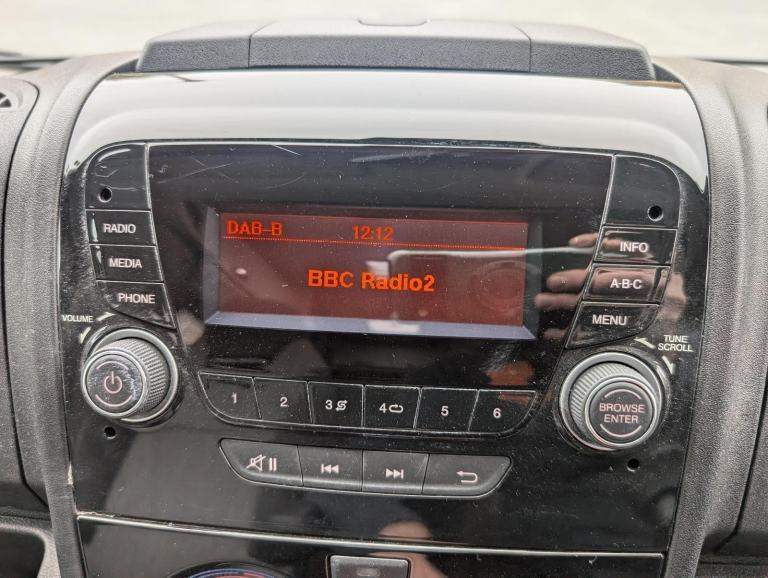 DAB-B 12:12
BBC Radio2
RADIO
MEDIA
PHONE
INFO
A·B·C
MENU
VOLUME
TUNE
SCROLL
BROWSE
ENTER
1 2 3 4 5 6